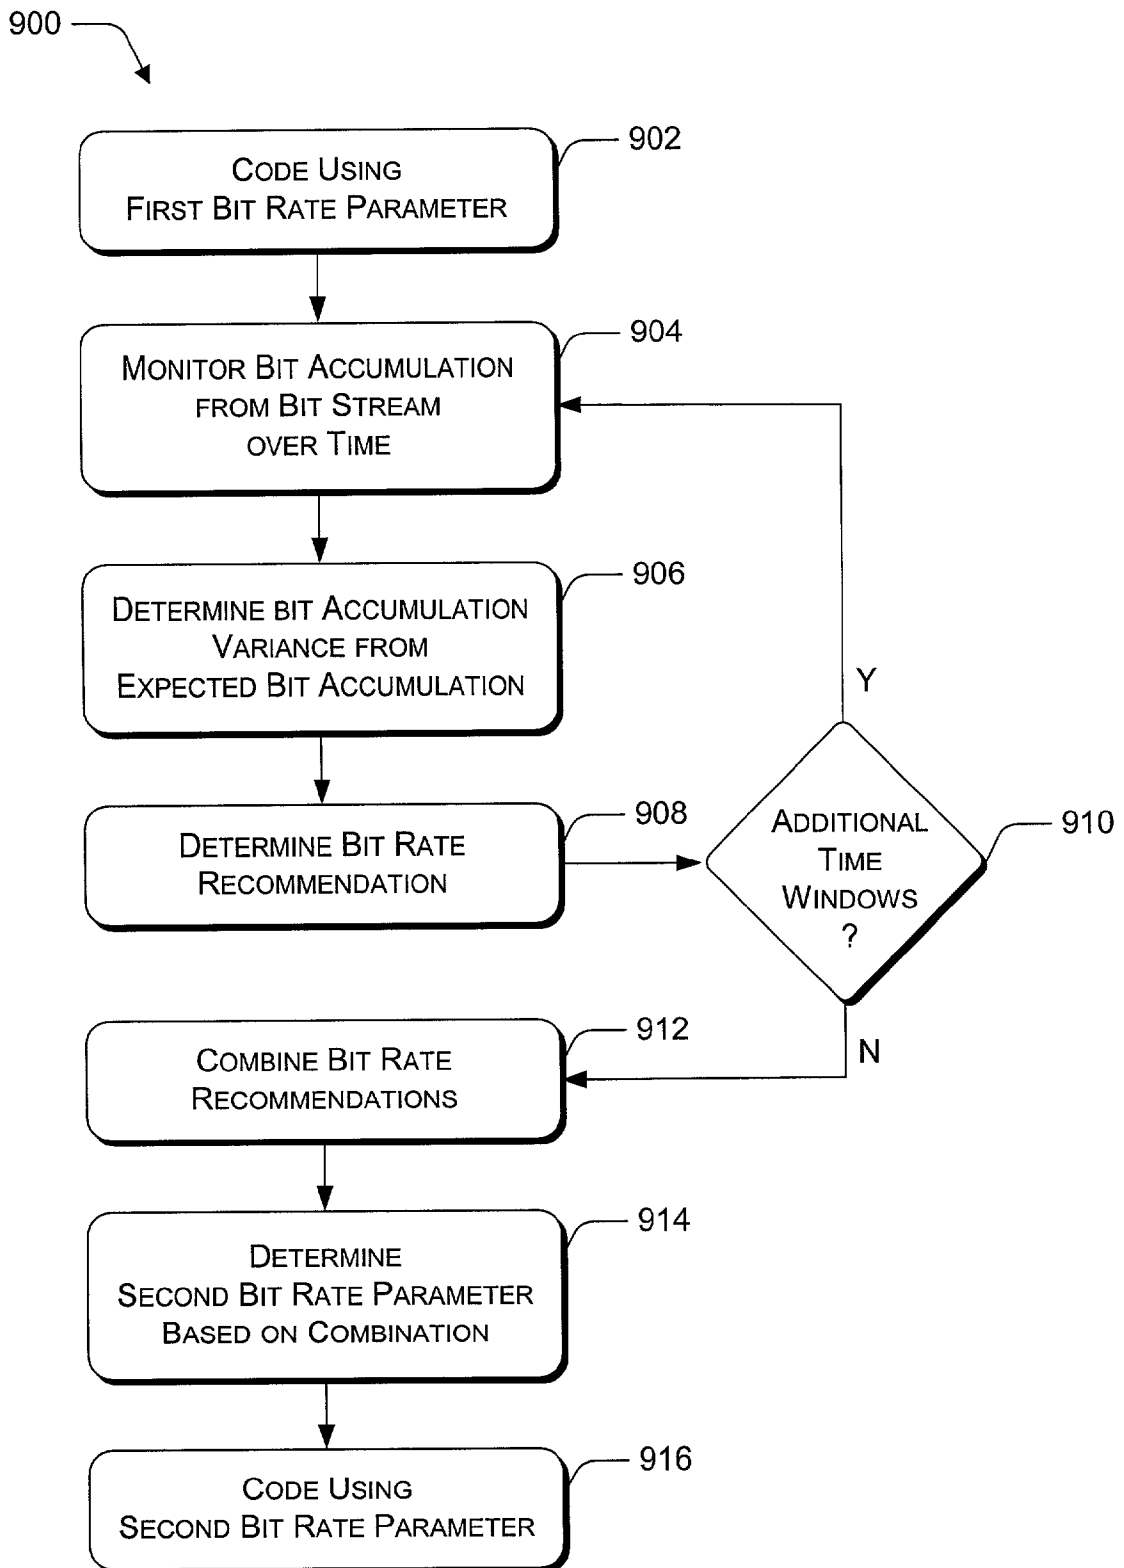 900
902
CODE USING
FIRST BIT RATE PARAMETER
904
MONITOR BIT ACCUMULATION
FROM BIT STREAM
OVER TIME
906
DETERMINE BIT ACCUMULATION
VARIANCE FROM
EXPECTED BIT ACCUMULATION
Y
908
DETERMINE BIT RATE
RECOMMENDATION
910
ADDITIONAL
TIME
WINDOWS
?
912
N
COMBINE BIT RATE
RECOMMENDATIONS
914
DETERMINE
SECOND BIT RATE PARAMETER
BASED ON COMBINATION
916
CODE USING
SECOND BIT RATE PARAMETER